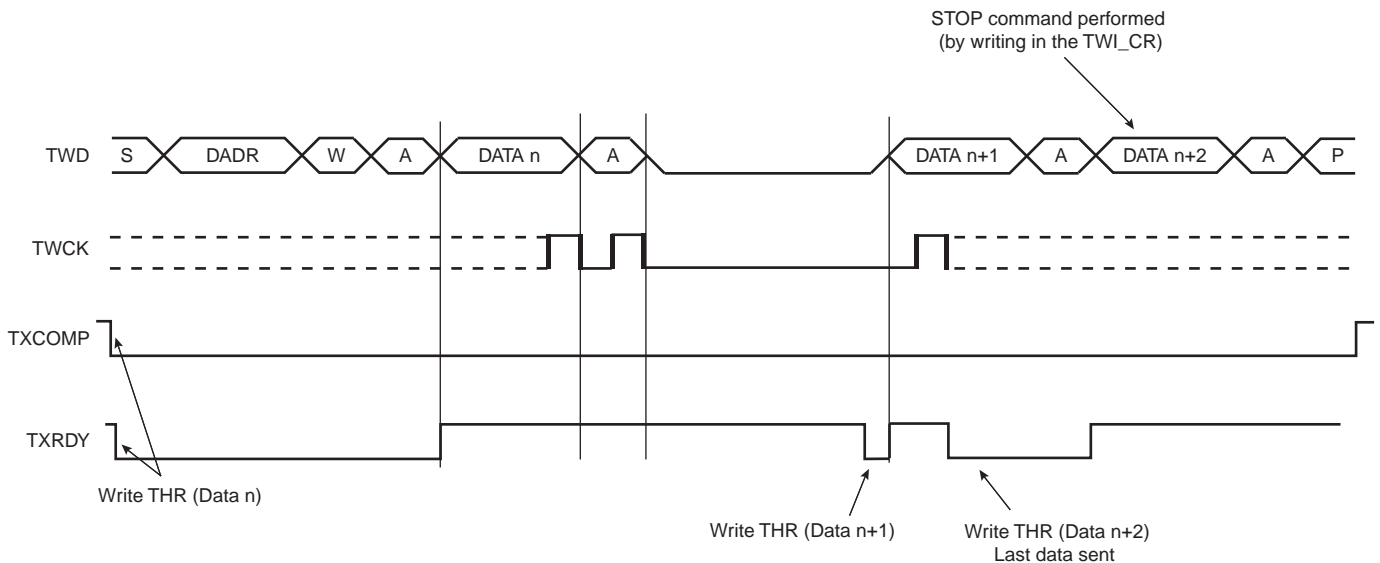 STOP command performed
(by writing in the TWI_CR)
TWD S DADR W A DATA n A DATA n+1 A DATA n+2 A P
TWCK
TXCOMP
TXRDY
Write THR (Data n)
Write THR (Data n+1)
Write THR (Data n+2)
Last data sent